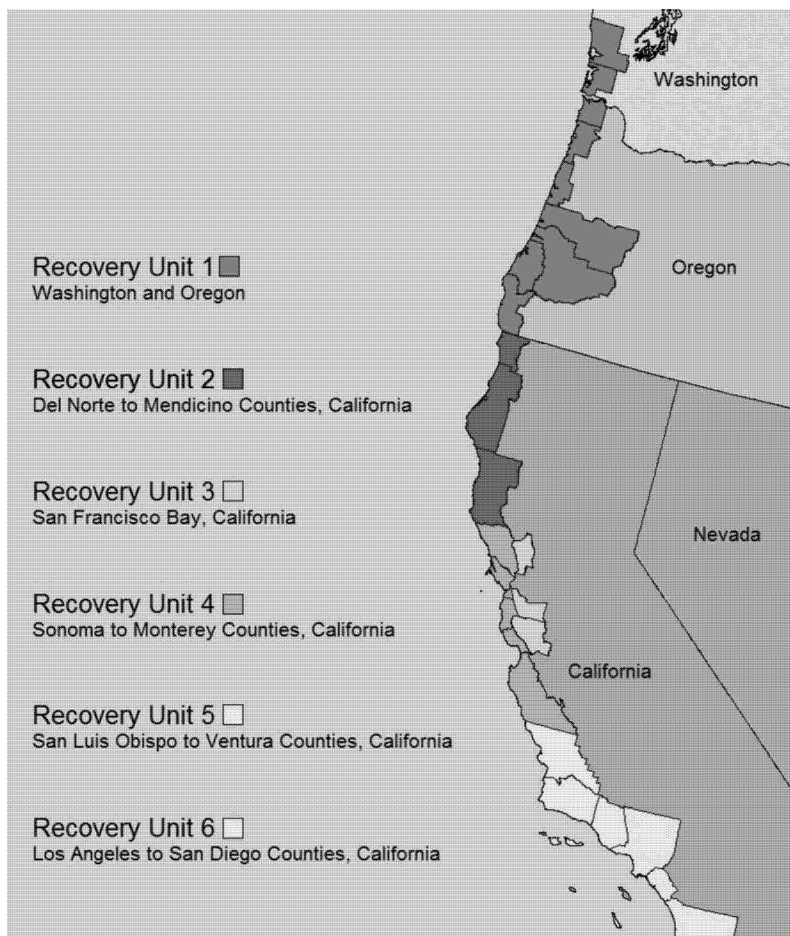 Washington
Oregon
Recovery Unit 1
Washington and Oregon
Recovery Unit 2
Del Norte to Mendicino Counties, California
Recovery Unit 3
San Francisco Bay, California
Nevada
Recovery Unit 4
Sonoma to Monterey Counties, California
California
Recovery Unit 5
San Luis Obispo to Ventura Counties, California
Recovery Unit 6
Los Angeles to San Diego Counties, California